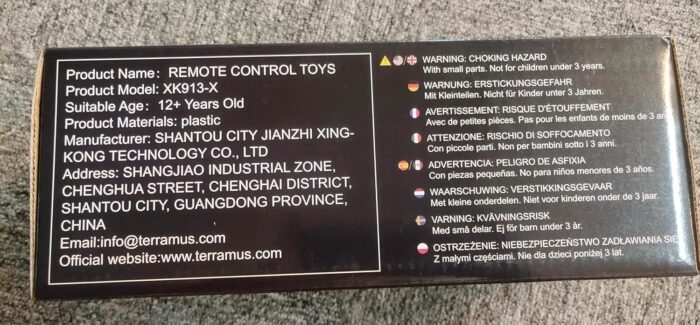 Product Name: REMOTE CONTROL TOYS
Product Model: XK913-X
Suitable Age: 12+ Years Old
Product Materials: plastic
Manufacturer: SHANTOU CITY JIANZHI XING-
KONG TECHNOLOGY CO., LTD
Address: SHANGJIAO INDUSTRIAL ZONE,
CHENGHUA STREET, CHENGHAI DISTRICT,
SHANTOU CITY, GUANGDONG PROVINCE,
CHINA
Email:info@terramus.com
Official website:www.terramus.com
WARNING: CHOKING HAZARD
With small parts. Not for children under 3 years.
WARNUNG: ERSTICKUNGSGEFAHR
Mit Kleinteilen. Nicht für Kinder unter 3 Jahren.
AVERTISSEMENT: RISQUE D'ÉTOUFFEMENT
Avec de petites pièces. Pas pour les enfants de moins de 3 an
ATTENZIONE: RISCHIO DI SOFFOCAMENTO
Con piccole parti. Non per bambini sotto i 3 anni.
ADVERTENCIA: PELIGRO DE ASFIXIA
Con piezas pequeñas. No para niños menores de 3 años.
WAARSCHUWING: VERSTIKKINGSGEVAAR
Met kleine onderdelen. Niet voor kinderen onder de 3 jaar.
VARNING: KVÄVNINGSRISK
Med små delar. Ej för barn under 3 år.
OSTRZEŻENIE: NIEBEZPIECZEŃSTWO ZADŁAWIANIA SIĘ
Z małymi częściami. Nie dla dzieci poniżej 3 lat.